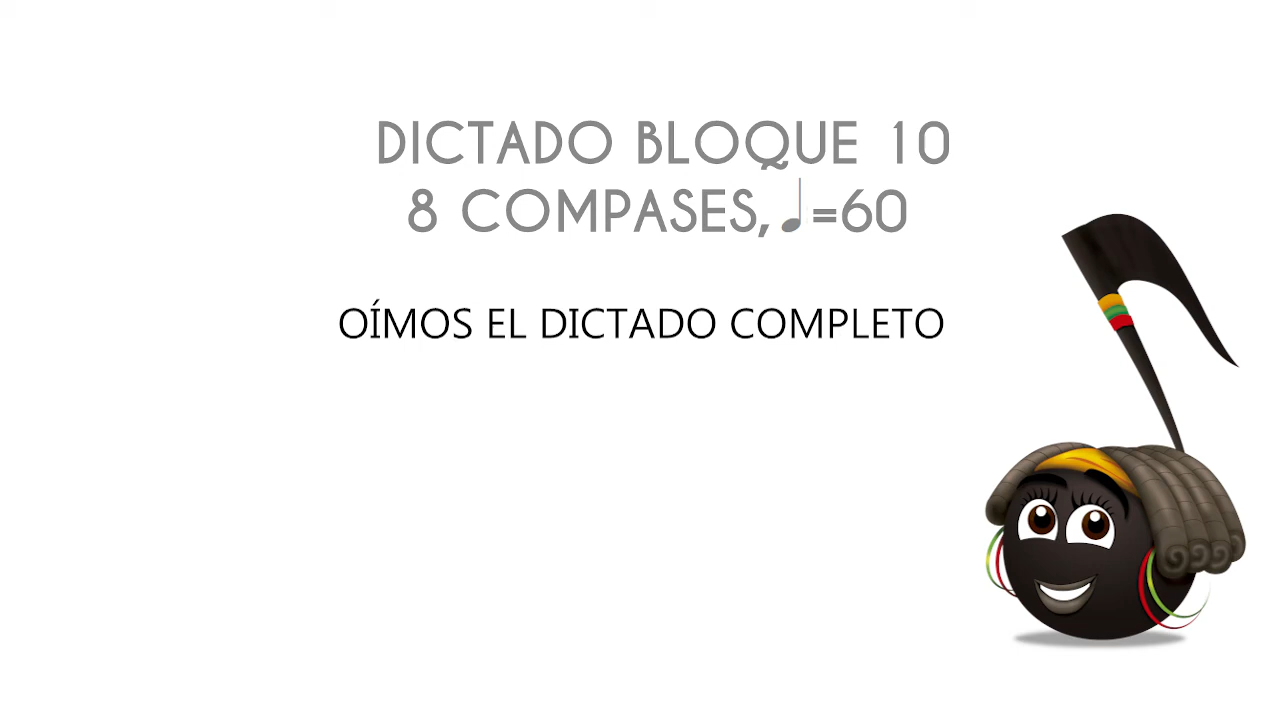 DICTADO BLOQUE 10
8 COMPASES, ♩=60
OÍMOS EL DICTADO COMPLETO